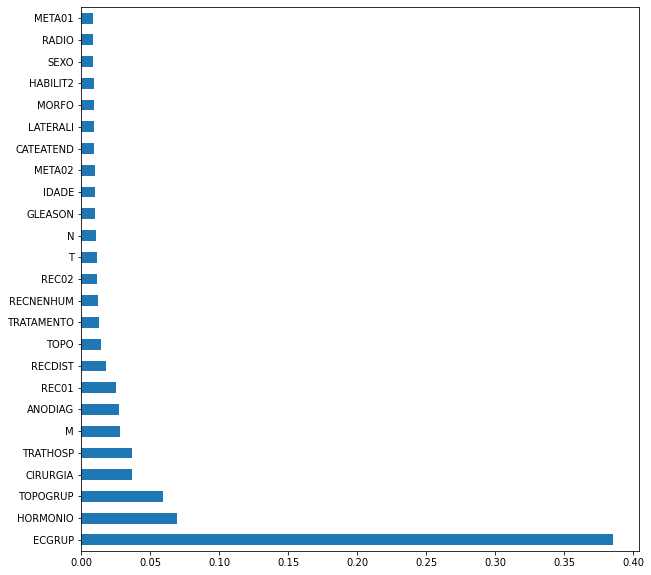 META01
RADIO
SEXO
HABILIT2
MORFO
LATERALI
CATEATEND
META02
IDADE
GLEASON
N
T
REC02
RECNENHUM
TRATAMENTO
TOPO
RECDIST
REC01
ANODIAG
M
TRATHOSP
CIRURGIA
TOPOGRUP
HORMONIO
ECGRUP
0.00 0.05 0.10 0.15 0.20 0.25 0.30 0.35 0.40